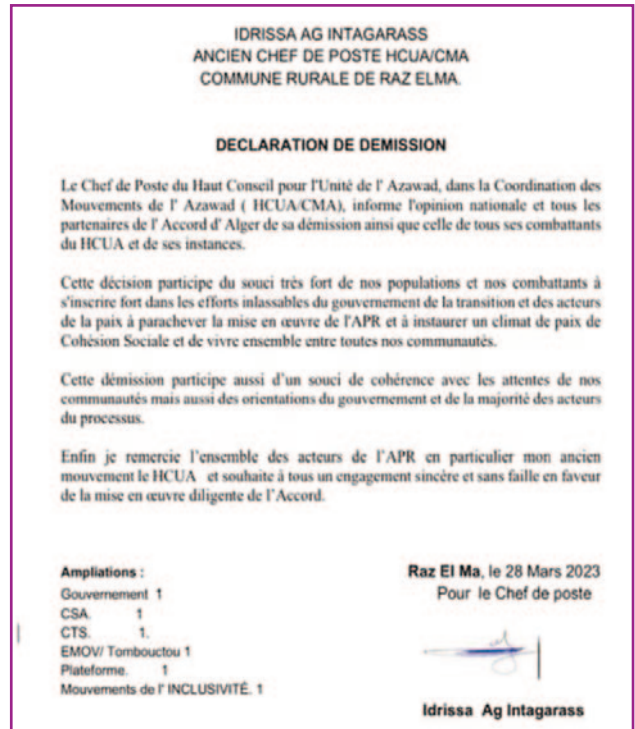 IDRISSA AG INTAGARASS
ANCIEN CHEF DE POSTE HCUA/CMA
COMMUNE RURALE DE RAZ ELMA.
DECLARATION DE DEMISSION
Le Chef de Poste du Haut Conseil pour l'Unité de l' Azawad, dans la Coordination des
Mouvements de l' Azawad ( HCUA/CMA), informe l'opinion nationale et tous les
partenaires de l' Accord d' Alger de sa démission ainsi que celle de tous ses combattants
du HCUA et de ses instances.
Cette décision participe du souci très fort de nos populations et nos combattants à
s'inscrire fort dans les efforts inlassables du gouvernement de la transition et des acteurs
de la paix à parachever la mise en œuvre de l'APR et à instaurer un climat de paix de
Cohésion Sociale et de vivre ensemble entre toutes nos communautés.
Cette démission participe aussi d'un souci de cohérence avec les attentes de nos
communautés mais aussi des orientations du gouvernement et de la majorité des acteurs
du processus.
Enfin je remercie l'ensemble des acteurs de l'APR en particulier mon ancien
mouvement le HCUA et souhaite à tous un engagement sincère et sans faille en faveur
de la mise en œuvre diligente de l'Accord.
Ampliations :
Gouvernement 1
CSA. 1
CTS. 1.
EMOV/ Tombouctou 1
Plateforme. 1
Mouvements de l' INCLUSIVITÉ. 1
Raz El Ma, le 28 Mars 2023
Pour le Chef de poste
Idrissa Ag Intagarass